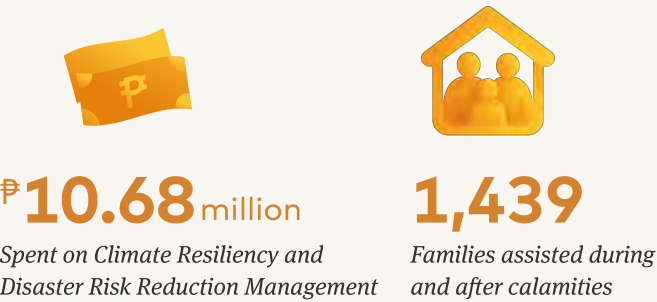 ₱
₱10.68 million
Spent on Climate Resiliency and
Disaster Risk Reduction Management
1,439
Families assisted during
and after calamities